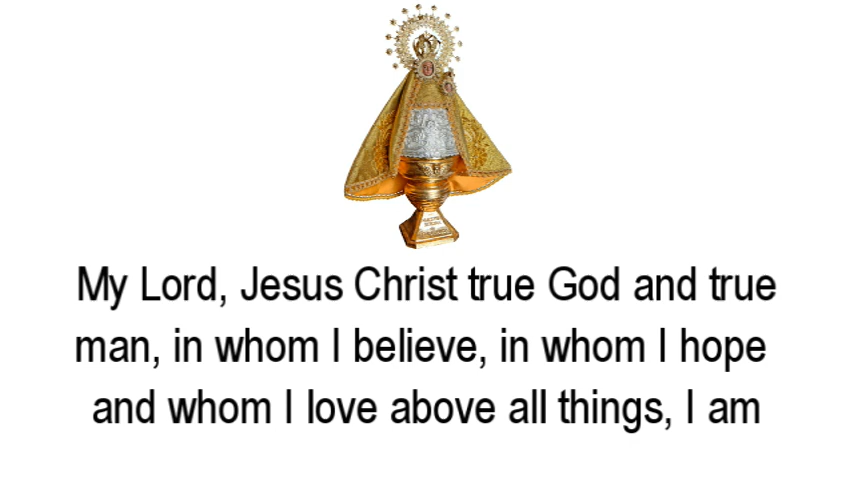 My Lord, Jesus Christ true God and true
man, in whom I believe, in whom I hope
and whom I love above all things, I am